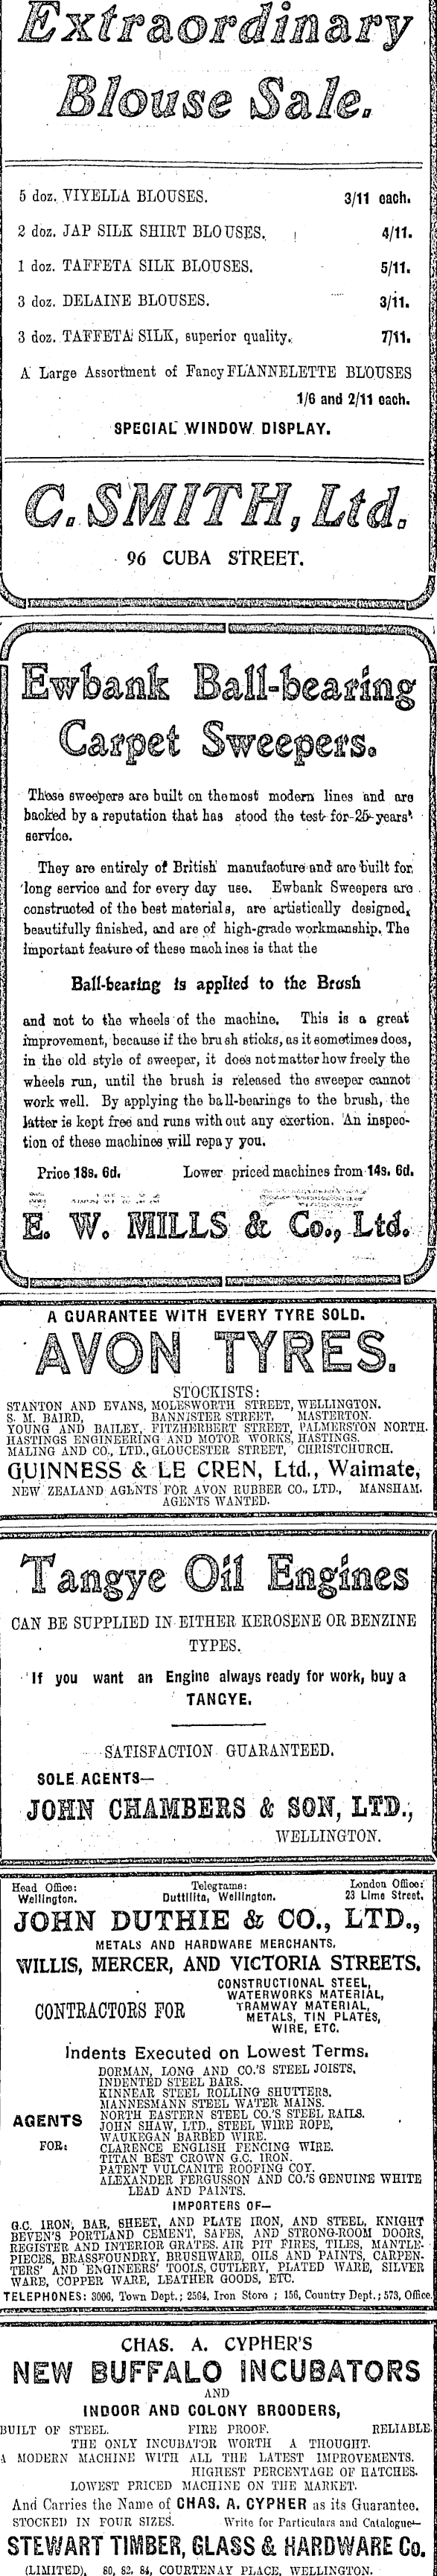 Extraordinary
Blouse Sale.
5 doz. VIYELLA BLOUSES. 3/11 each.
2 doz. JAP SILK SHIRT BLOUSES. 4/11.
1 doz. TAFFETA SILK BLOUSES. 5/11.
3 doz. DELAINE BLOUSES. 3/11.
3 doz. TAFFETA SILK, superior quality. 7/11.
A Large Assortment of Fancy FLANNELETTE BLOUSES
1/6 and 2/11 each.
SPECIAL WINDOW DISPLAY.
C. SMITH, Ltd.
96 CUBA STREET.
Ewbank Ball-bearing
Carpet Sweepers.
These sweepers are built on the most modern lines and are
backed by a reputation that has stood the test for 25 years'
service.
They are entirely of British manufacture and are built for
long service and for every day use. Ewbank Sweepers are
constructed of the best materials, are artistically designed,
beautifully finished, and are of high-grade workmanship. The
important feature of these machines is that the
Ball-bearing is applied to the Brush
and not to the wheels of the machine. This is a great
improvement, because if the brush sticks, as it sometimes does,
in the old style of sweeper, it does not matter how freely the
wheels run, until the brush is released the sweeper cannot
work well. By applying the ball-bearings to the brush, the
latter is kept free and runs without any exertion. An inspec-
tion of these machines will repay you.
Price 18s. 6d. Lower priced machines from 14s. 6d.
E. W. MILLS & Co., Ltd.
A GUARANTEE WITH EVERY TYRE SOLD.
AVON TYRES.
STOCKISTS:
STANTON AND EVANS, MOLESWORTH STREET, WELLINGTON.
S. M. BAIRD, BANNISTER STREET, MASTERTON.
YOUNG AND BAILEY, FITZHERBERT STREET, PALMERSTON NORTH.
HASTINGS ENGINEERING AND MOTOR WORKS, HASTINGS.
MALING AND CO., LTD., GLOUCESTER STREET, CHRISTCHURCH.
GUINNESS & LE CREN, Ltd., Waimate,
NEW ZEALAND AGENTS FOR AVON RUBBER CO., LTD., MANSHAM.
AGENTS WANTED.
Tangye Oil Engines
CAN BE SUPPLIED IN EITHER KEROSENE OR BENZINE
TYPES.
If you want an Engine always ready for work, buy a
TANGYE.
SATISFACTION GUARANTEED.
SOLE AGENTS—
JOHN CHAMBERS & SON, LTD.,
WELLINGTON.
Head Office: Telegrams: London Office:
Wellington. Duttilita, Wellington. 23 Lime Street.
JOHN DUTHIE & CO., LTD.,
METALS AND HARDWARE MERCHANTS.
WILLIS, MERCER, AND VICTORIA STREETS.
CONTRACTORS FOR
CONSTRUCTIONAL STEEL,
WATERWORKS MATERIAL,
TRAMWAY MATERIAL,
METALS, TIN PLATES,
WIRE, ETC.
Indents Executed on Lowest Terms.
AGENTS FOR:
DORMAN, LONG AND CO.'S STEEL JOISTS.
INDENTED STEEL BARS.
KINNEAR STEEL ROLLING SHUTTERS.
MANNESMANN STEEL WATER MAINS.
NORTH EASTERN STEEL CO.'S STEEL RAILS.
JOHN SHAW, LTD., STEEL WIRE ROPE,
WAUKEGAN BARBED WIRE.
CLARENCE ENGLISH FENCING WIRE.
TITAN BEST CROWN G.C. IRON.
PATENT VULCANITE ROOFING COY.
ALEXANDER FERGUSSON AND CO.'S GENUINE WHITE
LEAD AND PAINTS.
IMPORTERS OF—
G.C. IRON, BAR, SHEET, AND PLATE IRON, AND STEEL, KNIGHT
BEVEN'S PORTLAND CEMENT, SAFES, AND STRONG-ROOM DOORS,
REGISTER AND INTERIOR GRATES. AIR PIT FIRES, TILES, MANTLE-
PIECES, BRASSFOUNDRY, BRUSHWARE, OILS AND PAINTS, CARPEN-
TERS' AND ENGINEERS' TOOLS, CUTLERY, PLATED WARE, SILVER
WARE, COPPER WARE, LEATHER GOODS, ETC.
TELEPHONES: 3006, Town Dept.; 2564, Iron Store ; 156, Country Dept.; 573, Office.
CHAS. A. CYPHER'S
NEW BUFFALO INCUBATORS
AND
INDOOR AND COLONY BROODERS,
BUILT OF STEEL. FIRE PROOF. RELIABLE.
THE ONLY INCUBATOR WORTH A THOUGHT.
A MODERN MACHINE WITH ALL THE LATEST IMPROVEMENTS.
HIGHEST PERCENTAGE OF HATCHES.
LOWEST PRICED MACHINE ON THE MARKET.
And Carries the Name of CHAS. A. CYPHER as its Guarantee.
STOCKED IN FOUR SIZES. Write for Particulars and Catalogue—
STEWART TIMBER, GLASS & HARDWARE Co.
(LIMITED), 80, 82, 84, COURTENAY PLACE, WELLINGTON.